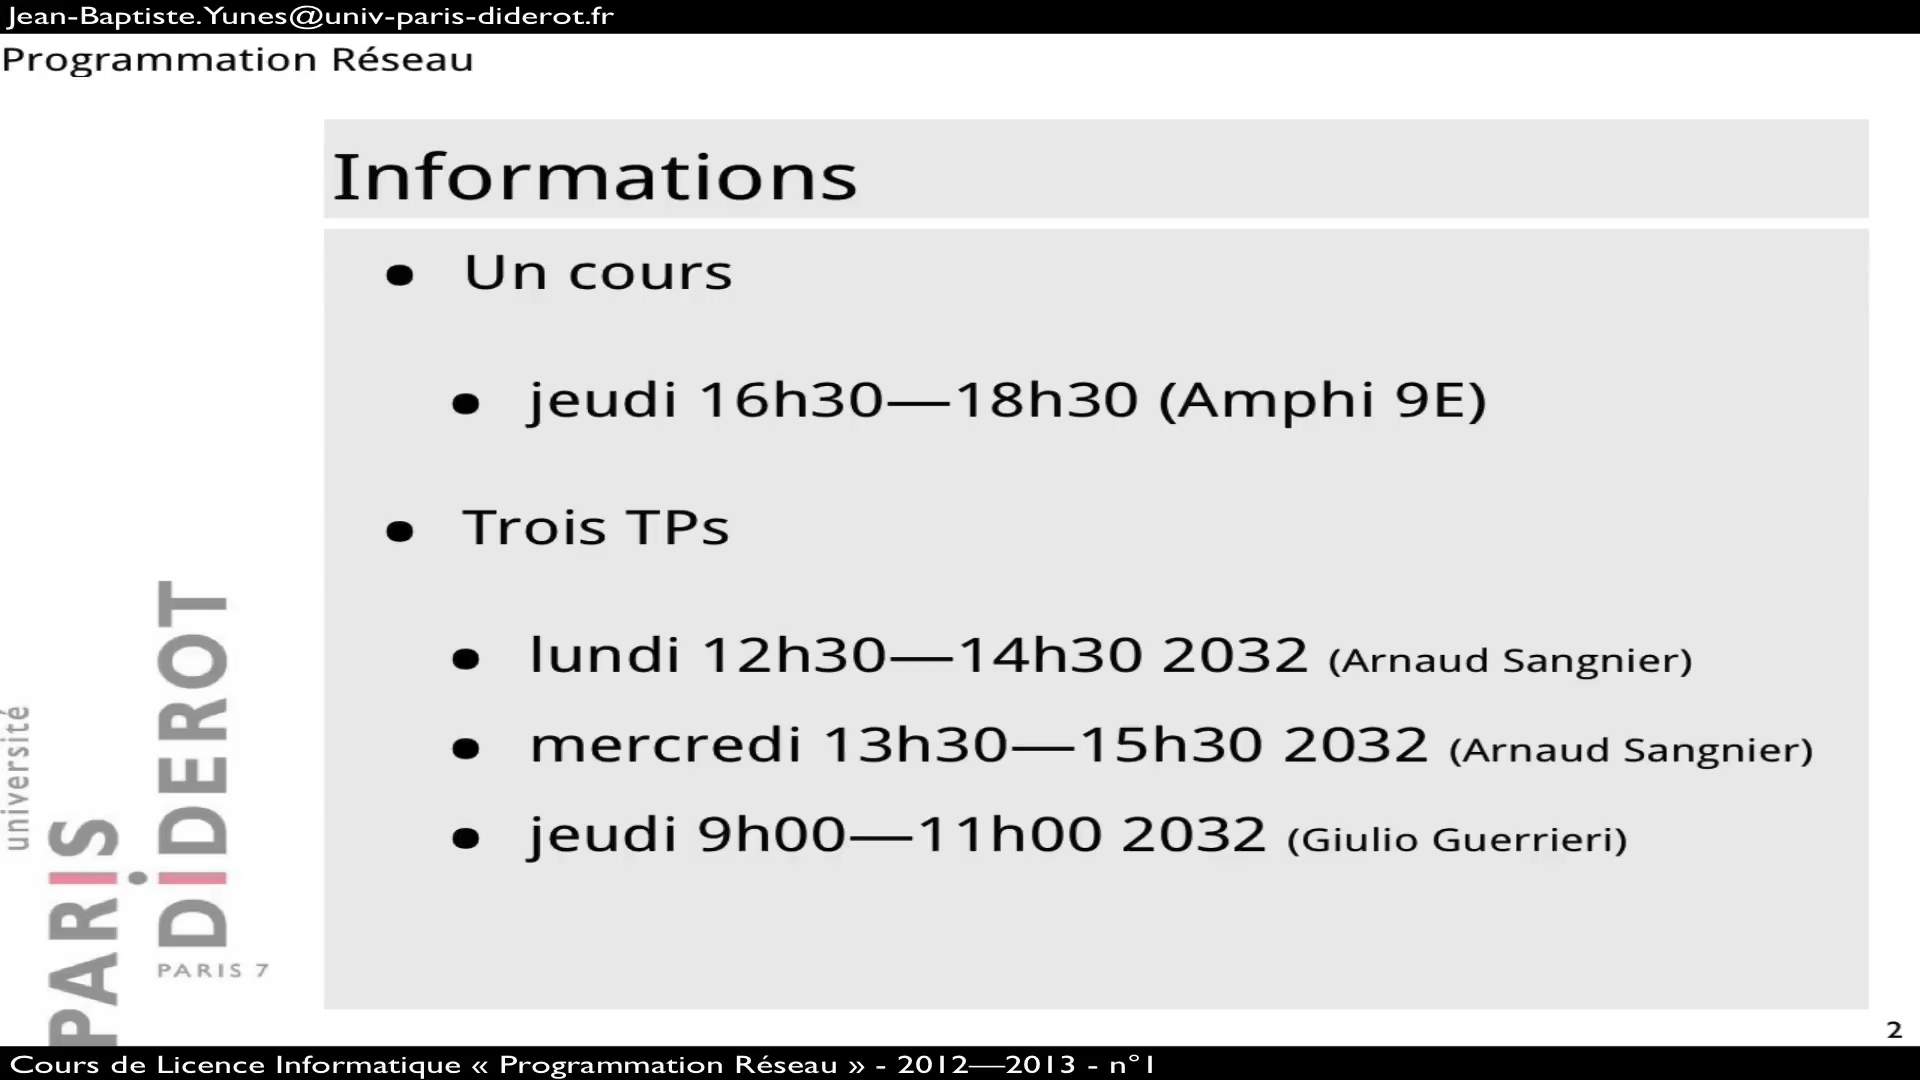 Jean-Baptiste.Yunes@univ-paris-diderot.fr
Programmation Réseau
Informations
• Un cours
• jeudi 16h30—18h30 (Amphi 9E)
• Trois TPs
• lundi 12h30—14h30 2032 (Arnaud Sangnier)
• mercredi 13h30—15h30 2032 (Arnaud Sangnier)
• jeudi 9h00—11h00 2032 (Giulio Guerrieri)
université
PARIS
DIDEROT
PARIS 7
2
Cours de Licence Informatique « Programmation Réseau » - 2012—2013 - n°1